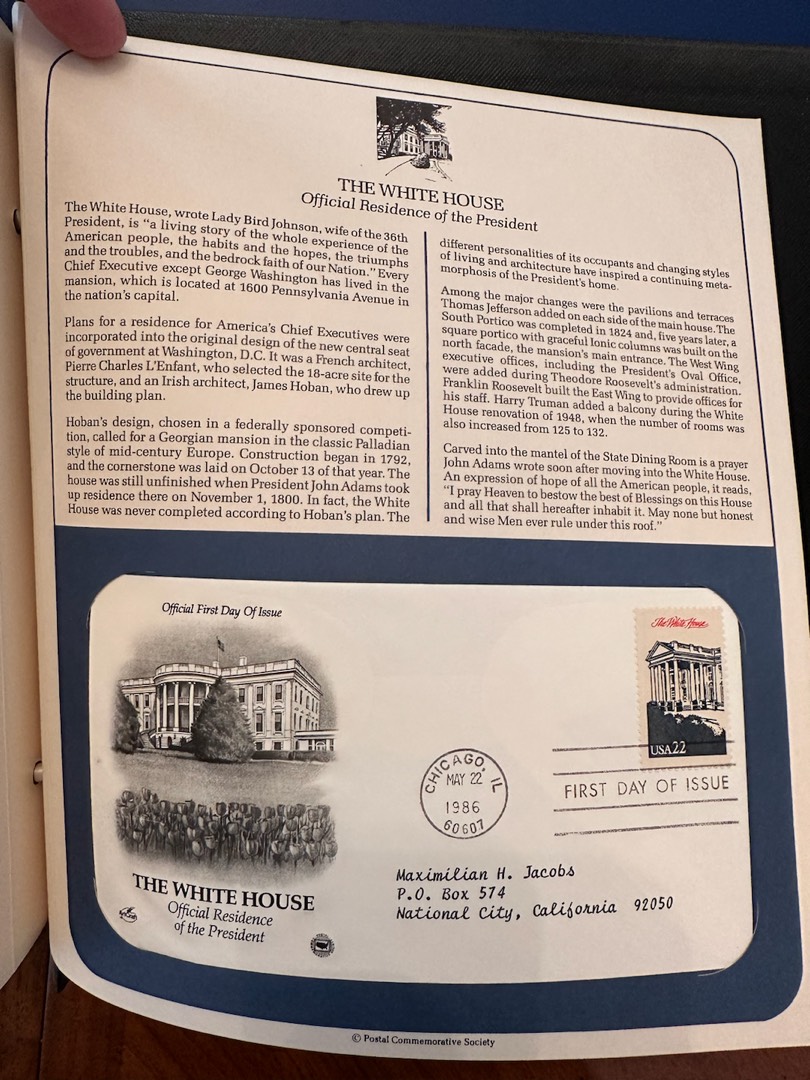 THE WHITE HOUSE
Official Residence of the President
The White House, wrote Lady Bird Johnson, wife of the 36th
President, is “a living story of the whole experience of the
American people, the habits and the hopes, the triumphs
and the troubles, and the bedrock faith of our Nation.” Every
Chief Executive except George Washington has lived in the
mansion, which is located at 1600 Pennsylvania Avenue in
the nation's capital.
Plans for a residence for America's Chief Executives were
incorporated into the original design of the new central seat
of government at Washington, D.C. It was a French architect,
Pierre Charles L'Enfant, who selected the 18-acre site for the
structure, and an Irish architect, James Hoban, who drew up
the building plan.
Hoban's design, chosen in a federally sponsored competi-
tion, called for a Georgian mansion in the classic Palladian
style of mid-century Europe. Construction began in 1792,
and the cornerstone was laid on October 13 of that year. The
house was still unfinished when President John Adams took
up residence there on November 1, 1800. In fact, the White
House was never completed according to Hoban's plan. The
different personalities of its occupants and changing styles
of living and architecture have inspired a continuing meta-
morphosis of the President's home.
Among the major changes were the pavilions and terraces
Thomas Jefferson added on each side of the main house. The
South Portico was completed in 1824 and, five years later, a
square portico with graceful Ionic columns was built on the
north facade, the mansion's main entrance. The West Wing
executive offices, including the President's Oval Office,
were added during Theodore Roosevelt's administration.
Franklin Roosevelt built the East Wing to provide offices for
his staff. Harry Truman added a balcony during the White
House renovation of 1948, when the number of rooms was
also increased from 125 to 132.
Carved into the mantel of the State Dining Room is a prayer
John Adams wrote soon after moving into the White House.
An expression of hope of all the American people, it reads,
“I pray Heaven to bestow the best of Blessings on this House
and all that shall hereafter inhabit it. May none but honest
and wise Men ever rule under this roof.”
Official First Day Of Issue
The White House
USA 22
CHICAGO, IL
MAY 22
1986
60607
FIRST DAY OF ISSUE
Maximilian H. Jacobs
P.O. Box 574
National City, California 92050
THE WHITE HOUSE
Official Residence
of the President
© Postal Commemorative Society